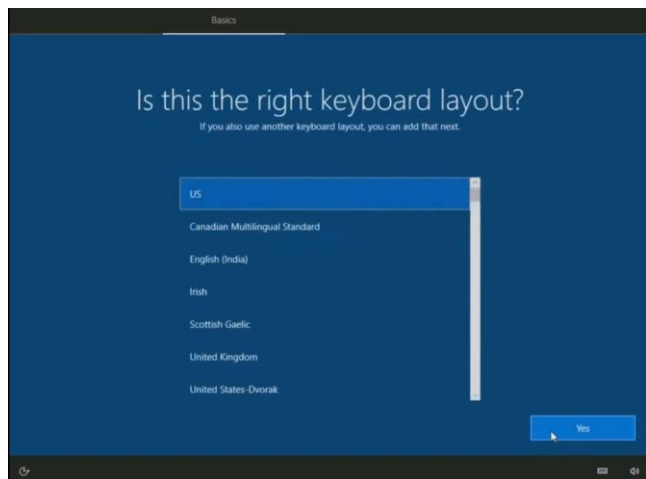 Basics
Is this the right keyboard layout?
If you also use another keyboard layout, you can add that next.
US
Canadian Multilingual Standard
English (India)
Irish
Scottish Gaelic
United Kingdom
United States-Dvorak
Yes